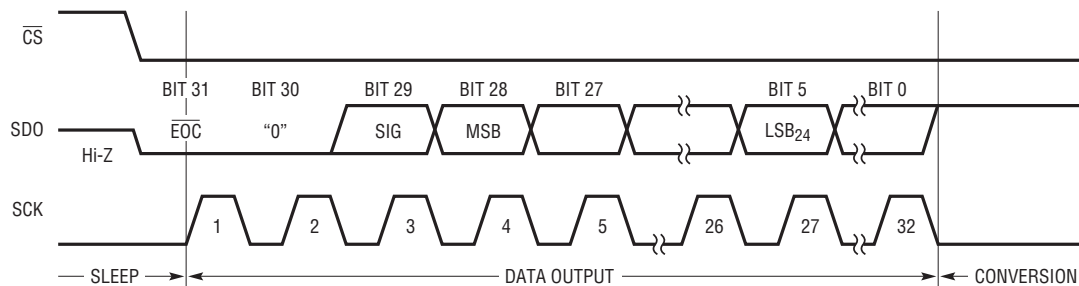 CS
BIT 31 BIT 30 BIT 29 BIT 28 BIT 27 BIT 5 BIT 0
SDO EOC “0” SIG MSB LSB24
Hi-Z
SCK 1 2 3 4 5 26 27 32
SLEEP DATA OUTPUT CONVERSION